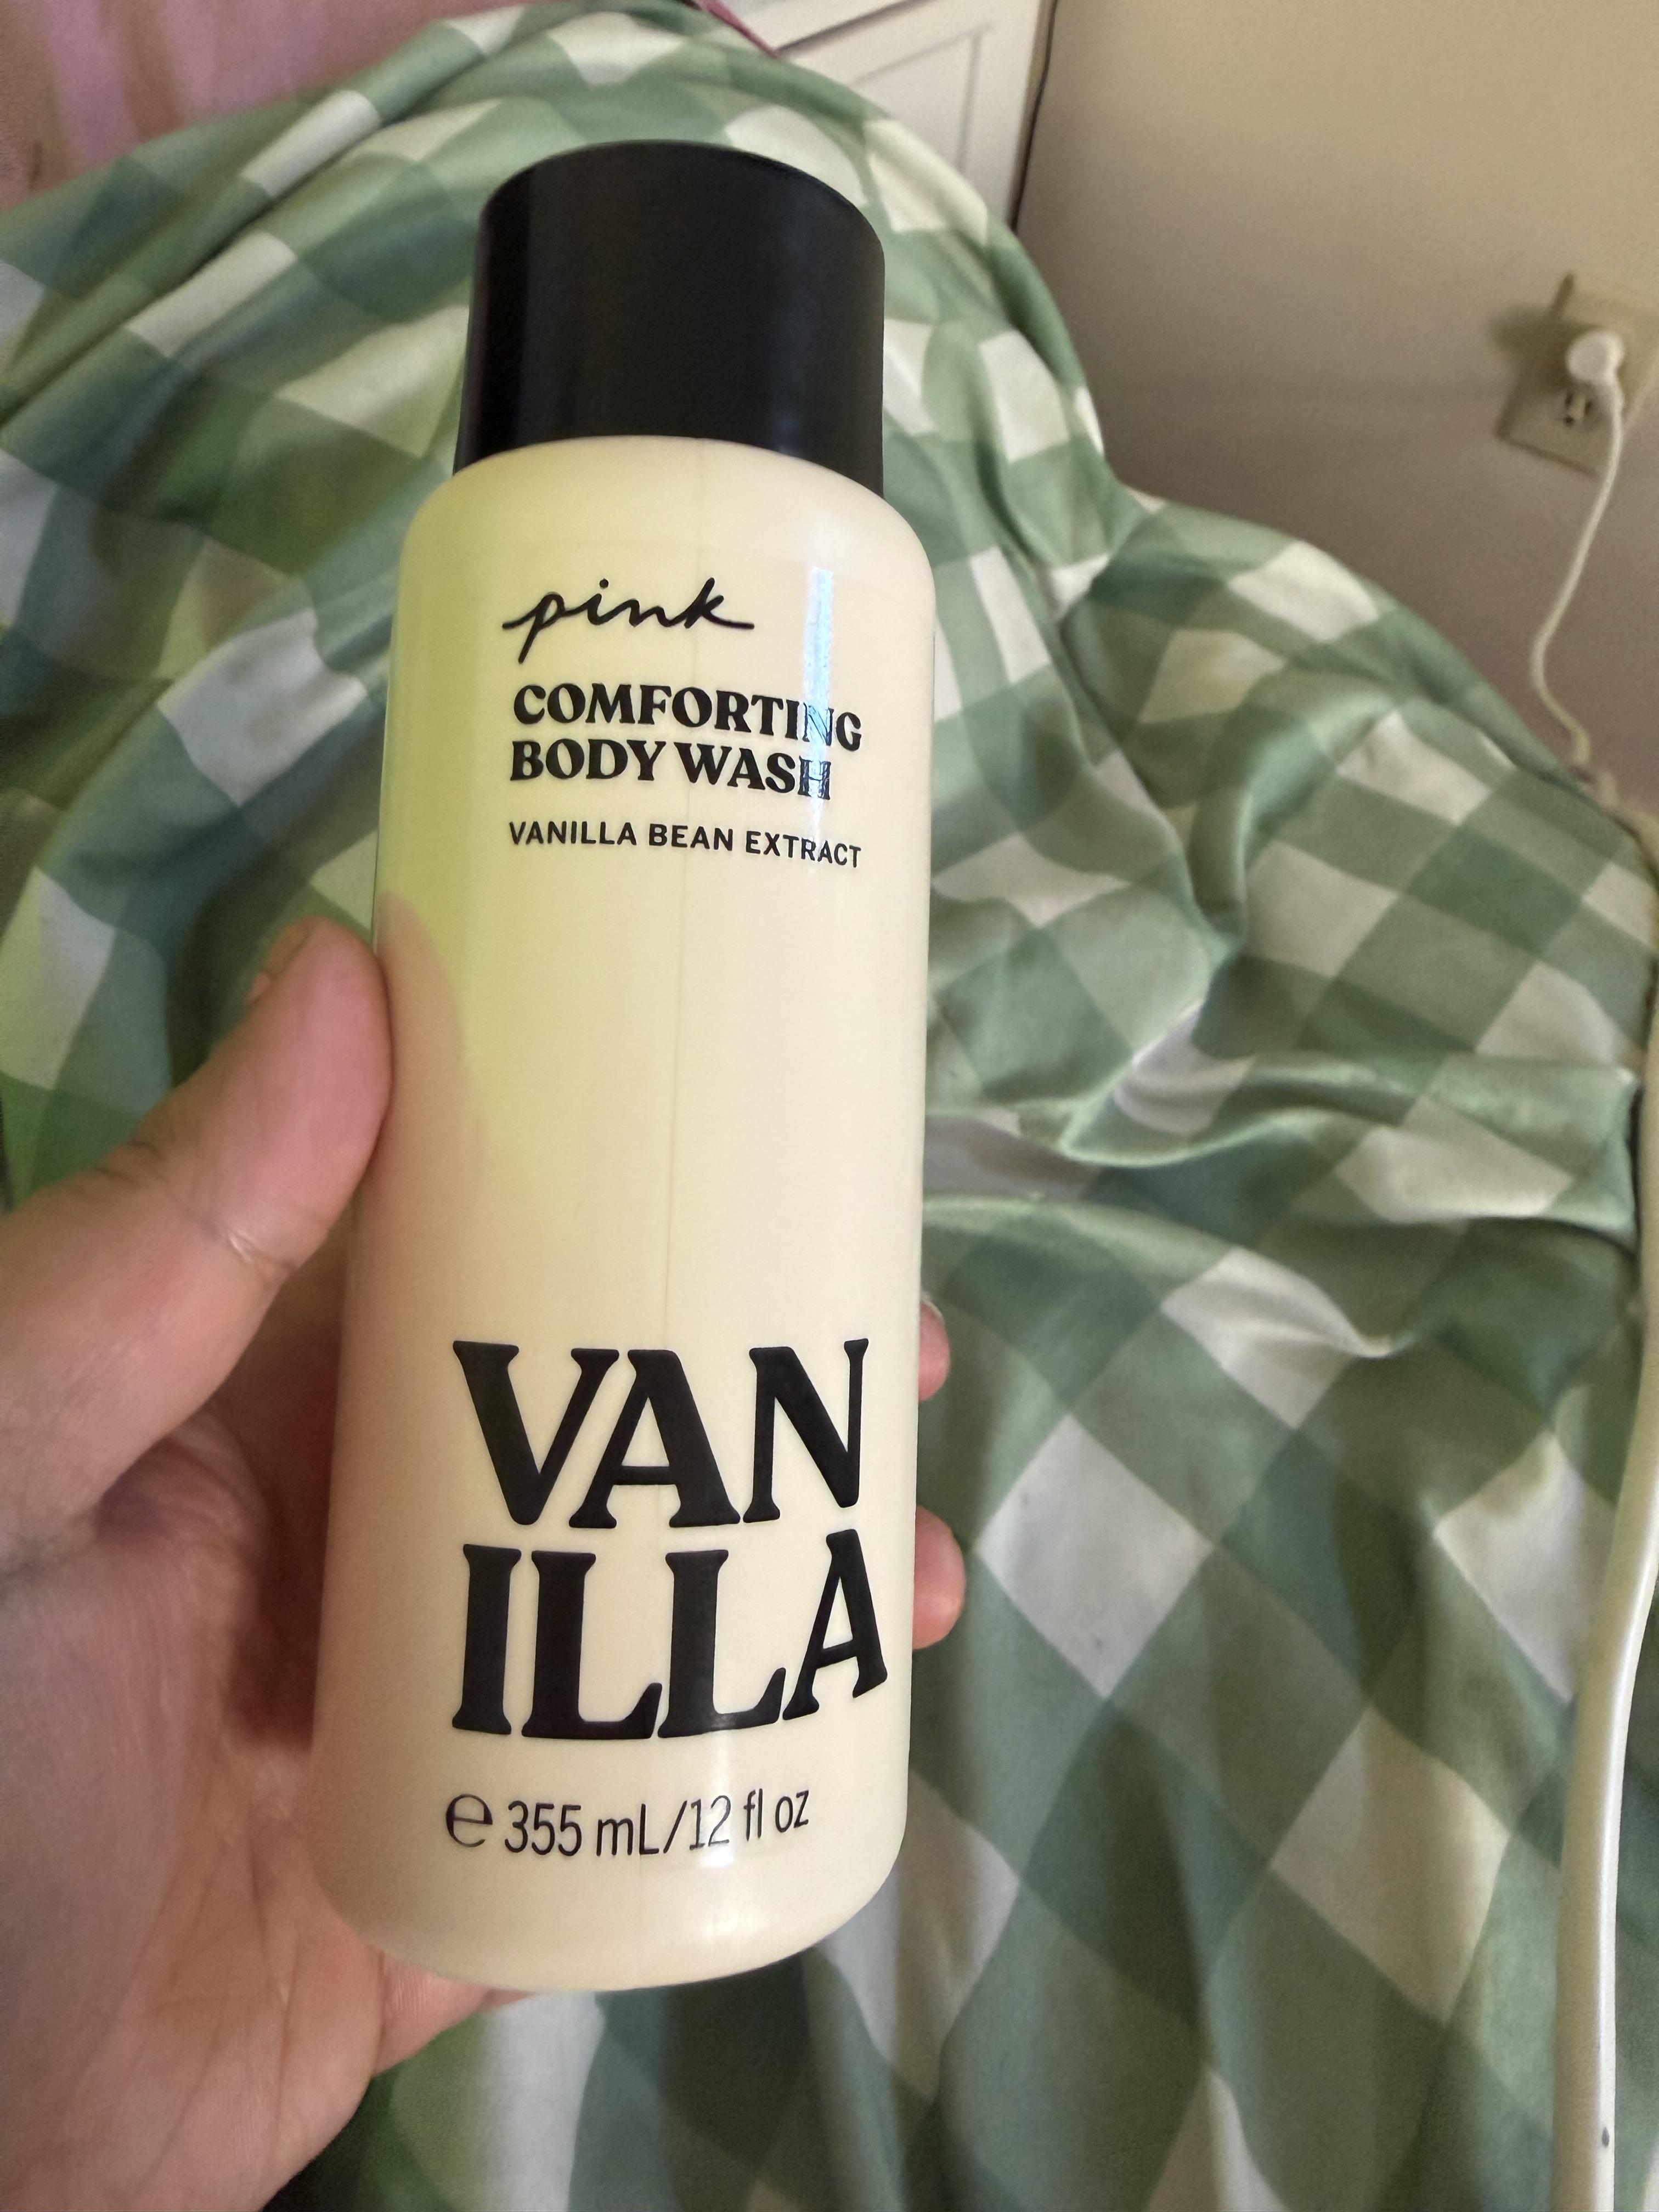 pink
COMFORTING
BODY WASH
VANILLA BEAN EXTRACT
VAN
ILLA
℮ 355 mL/12 fl oz